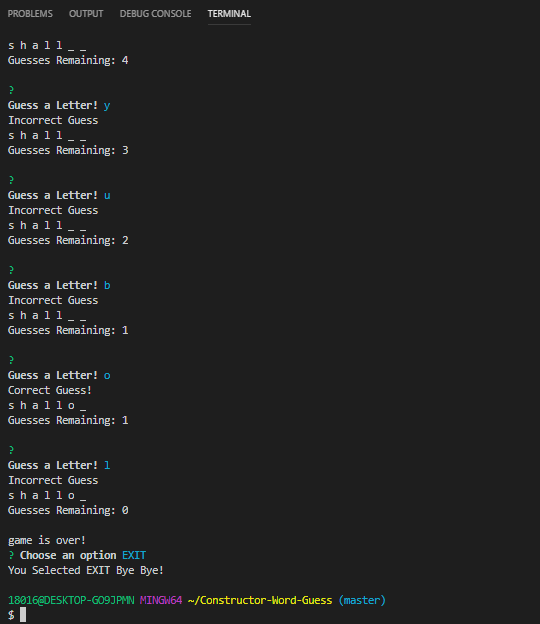 PROBLEMS OUTPUT DEBUG CONSOLE TERMINAL
s h a l l _ _
Guesses Remaining: 4
?
Guess a Letter! y
Incorrect Guess
s h a l l _ _
Guesses Remaining: 3
?
Guess a Letter! u
Incorrect Guess
s h a l l _ _
Guesses Remaining: 2
?
Guess a Letter! b
Incorrect Guess
s h a l l _ _
Guesses Remaining: 1
?
Guess a Letter! o
Correct Guess!
s h a l l o _
Guesses Remaining: 1
?
Guess a Letter! l
Incorrect Guess
s h a l l o _
Guesses Remaining: 0
game is over!
? Choose an option EXIT
You Selected EXIT Bye Bye!
18016@DESKTOP-GO9JPMN MINGW64 ~/Constructor-Word-Guess (master)
$